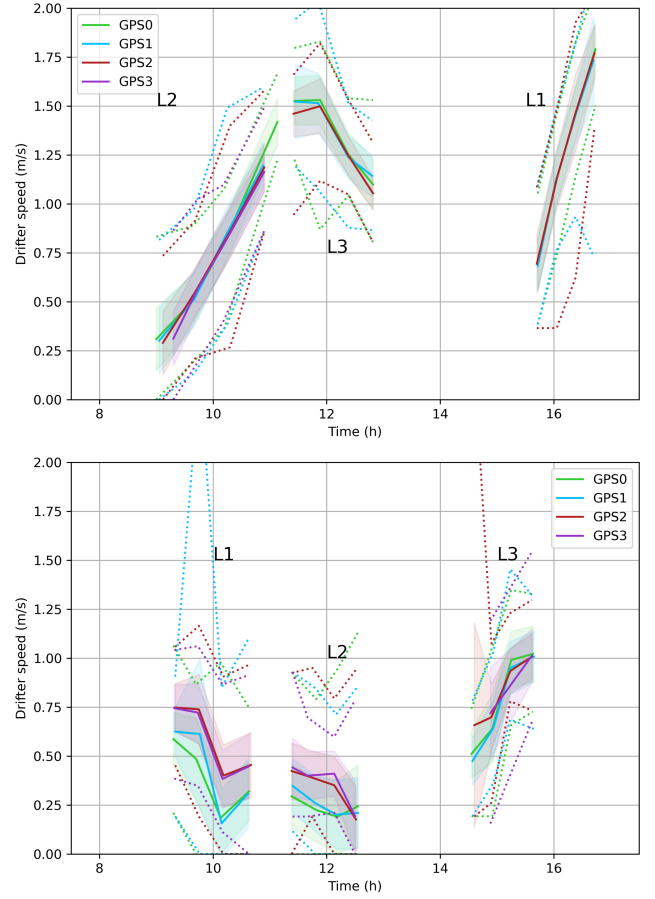 2.00
1.75
1.50
1.25
1.00
0.75
0.50
0.25
0.00
Drifter speed (m/s)
GPS0
GPS1
GPS2
GPS3
L2
L3
L1
8 10 12 14 16
Time (h)
2.00
1.75
1.50
1.25
1.00
0.75
0.50
0.25
0.00
Drifter speed (m/s)
L1
L2
L3
GPS0
GPS1
GPS2
GPS3
8 10 12 14 16
Time (h)